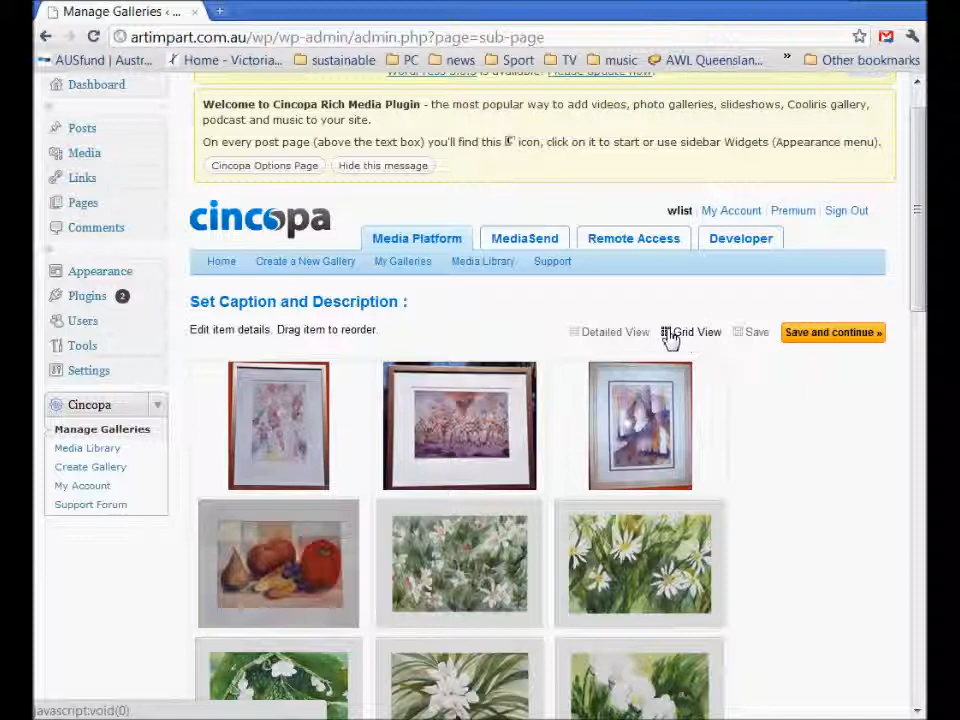 Manage Galleries ‹ ...
artimpart.com.au/wp/wp-admin/admin.php?page=sub-page
AUSfund | Austr...
Home - Victoria...
sustainable
PC
news
Sport
TV
music
AWL Queenslan...
»
Other bookmarks
Dashboard
Posts
Media
Links
Pages
Comments
Appearance
Plugins 2
Users
Tools
Settings
Cincopa
Manage Galleries
Media Library
Create Gallery
My Account
Support Forum
Welcome to Cincopa Rich Media Plugin - the most popular way to add videos, photo galleries, slideshows, Cooliris gallery,
podcast and music to your site.
On every post page (above the text box) you'll find this icon, click on it to start or use sidebar Widgets (Appearance menu).
Cincopa Options Page
Hide this message
cincopa
wlist | My Account | Premium | Sign Out
Media Platform
MediaSend
Remote Access
Developer
Home
Create a New Gallery
My Galleries
Media Library
Support
Set Caption and Description :
Edit item details. Drag item to reorder.
Detailed View
Grid View
Save
Save and continue »
javascript:void(0)